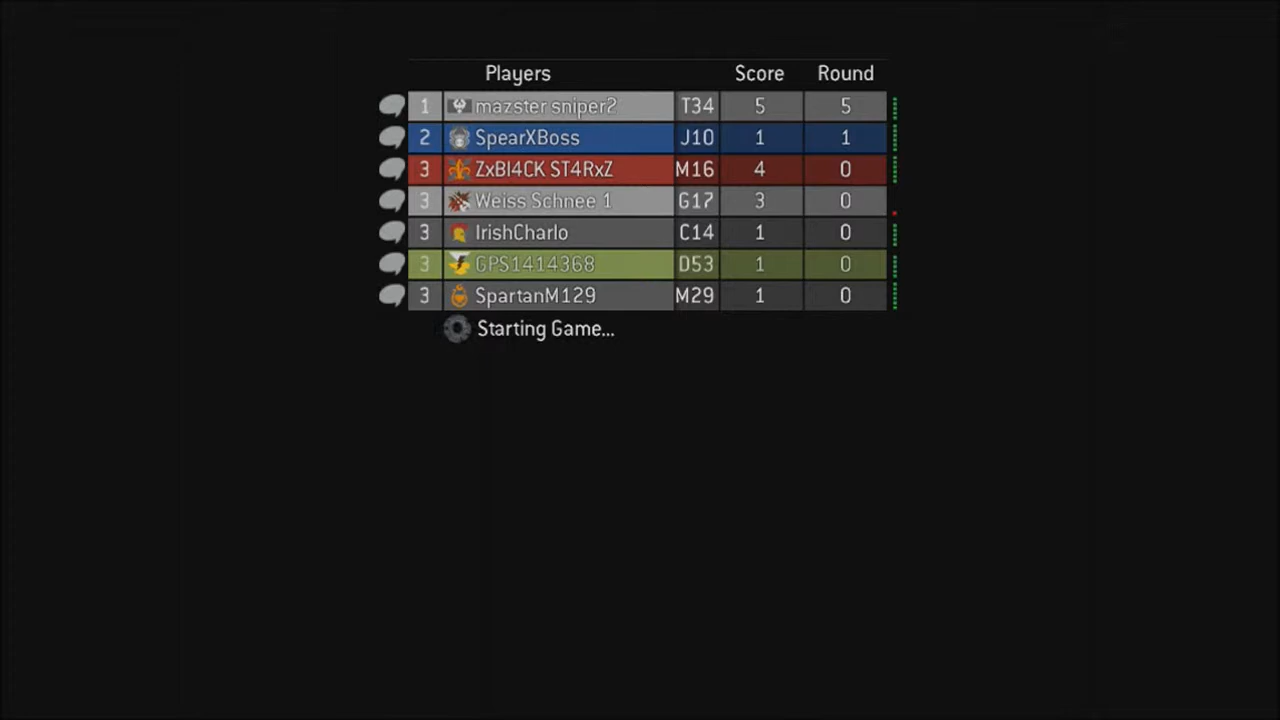 Players Score Round
1 mazster sniper2 T34 5 5
2 SpearXBoss J10 1 1
3 ZxBl4CK ST4RxZ M16 4 0
3 Weiss Schnee 1 G17 3 0
3 IrishCharlo C14 1 0
3 GPS1414368 D53 1 0
3 SpartanM129 M29 1 0
Starting Game...